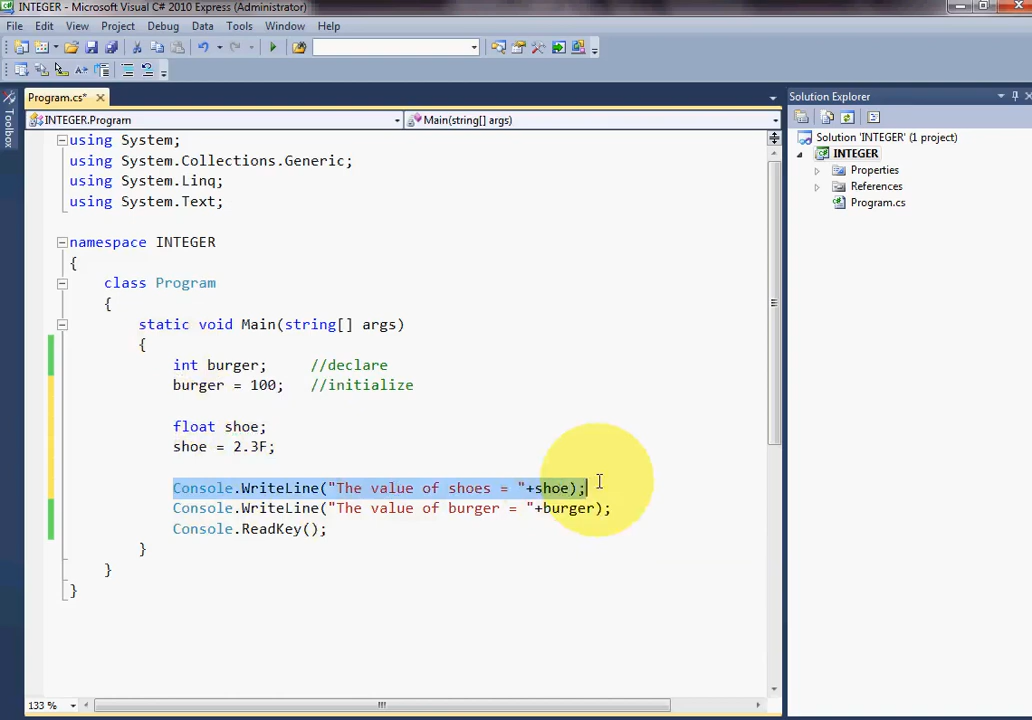 INTEGER - Microsoft Visual C# 2010 Express (Administrator)
File Edit View Project Debug Data Tools Window Help
Toolbox
Program.cs*
INTEGER.Program
Main(string[] args)
using System;
using System.Collections.Generic;
using System.Linq;
using System.Text;
namespace INTEGER
{
class Program
{
static void Main(string[] args)
{
int burger; //declare
burger = 100; //initialize
float shoe;
shoe = 2.3F;
Console.WriteLine("The value of shoes = "+shoe);
Console.WriteLine("The value of burger = "+burger);
Console.ReadKey();
}
}
}
133 %
Solution Explorer
Solution 'INTEGER' (1 project)
INTEGER
Properties
References
Program.cs